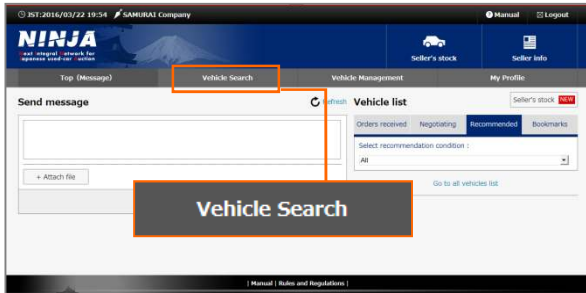 JST:2016/03/22 19:54 SAMURAI Company
Manual Logout
NINJA
Next Integral Network for
Japanese used-car Auction
Seller's stock Seller info
Top (Message) Vehicle Search Vehicle Management My Profile
Send message Refresh Vehicle list Seller's stock NEW
Orders received Negotiating Recommended Bookmarks
Select recommendation condition :
All
+ Attach file
Go to all vehicles list
Vehicle Search
| Manual | Rules and Regulations |